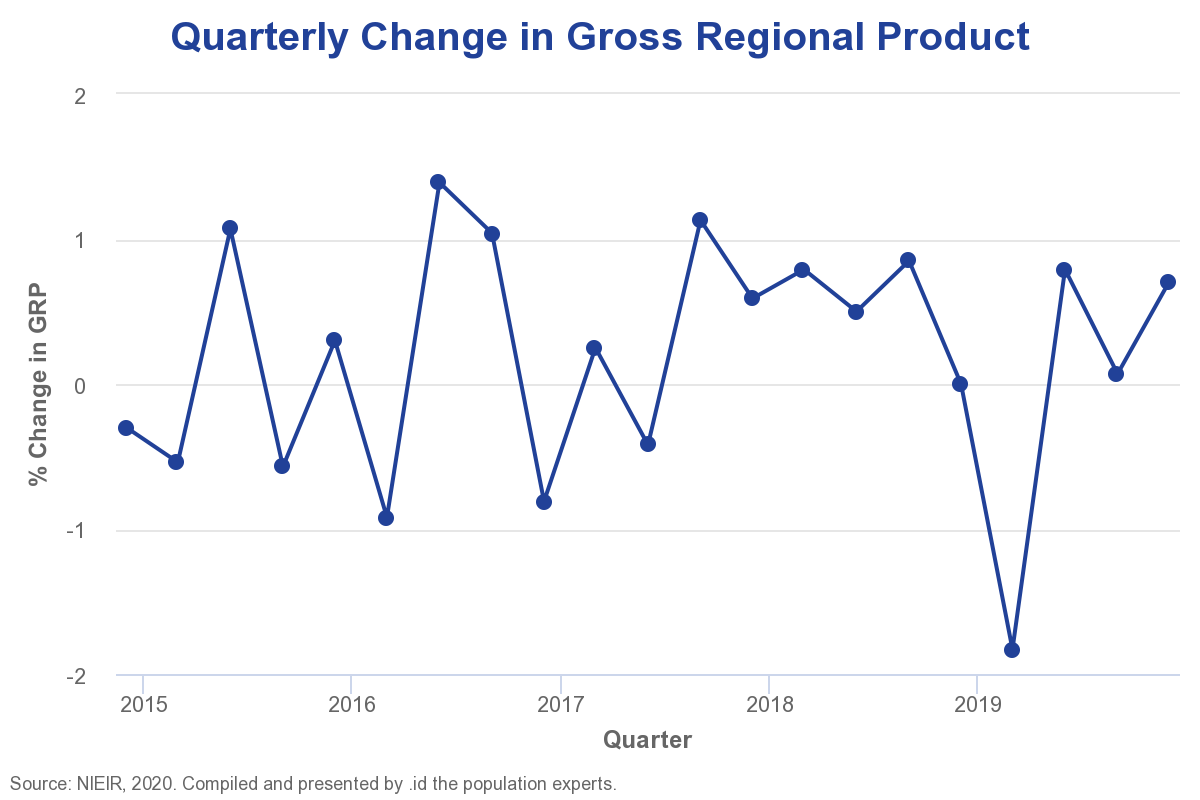 Quarterly Change in Gross Regional Product
2
1
0
-1
-2
% Change in GRP
2015 2016 2017 2018 2019
Quarter
Source: NIEIR, 2020. Compiled and presented by .id the population experts.